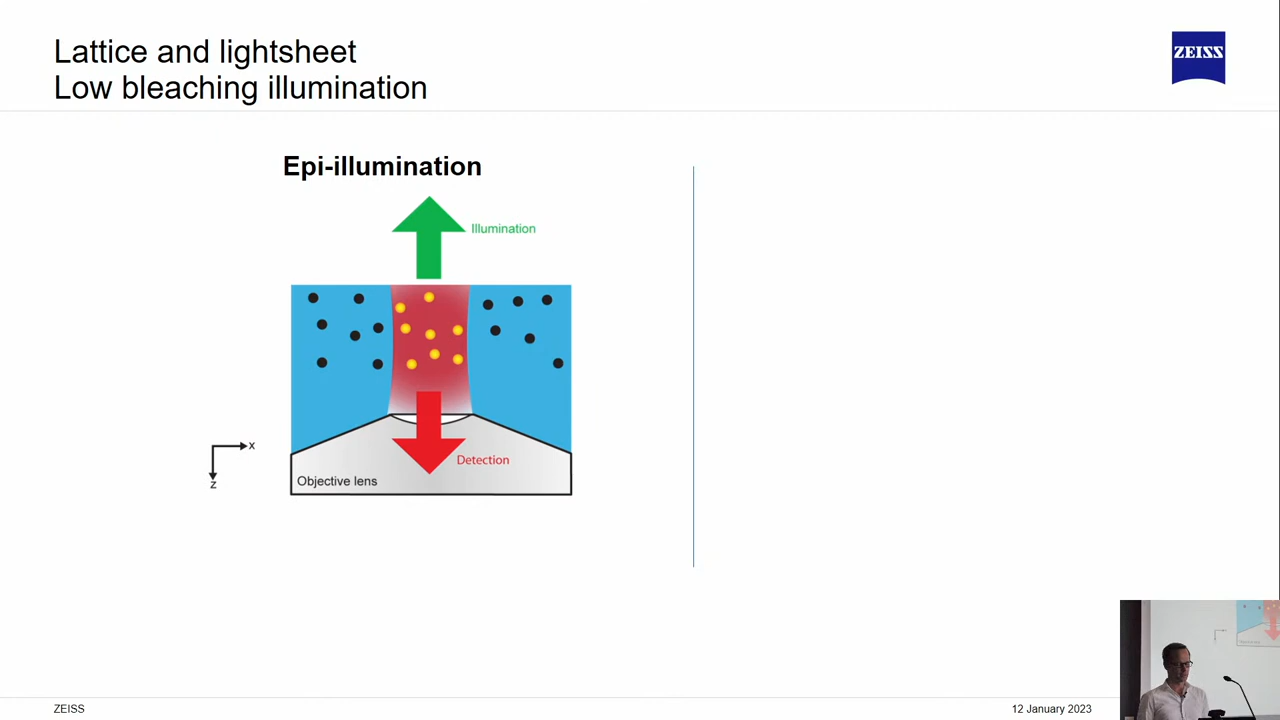 Lattice and lightsheet
Low bleaching illumination
ZEISS
Epi-illumination
Illumination
Detection
x
z
Objective lens
ZEISS
12 January 2023